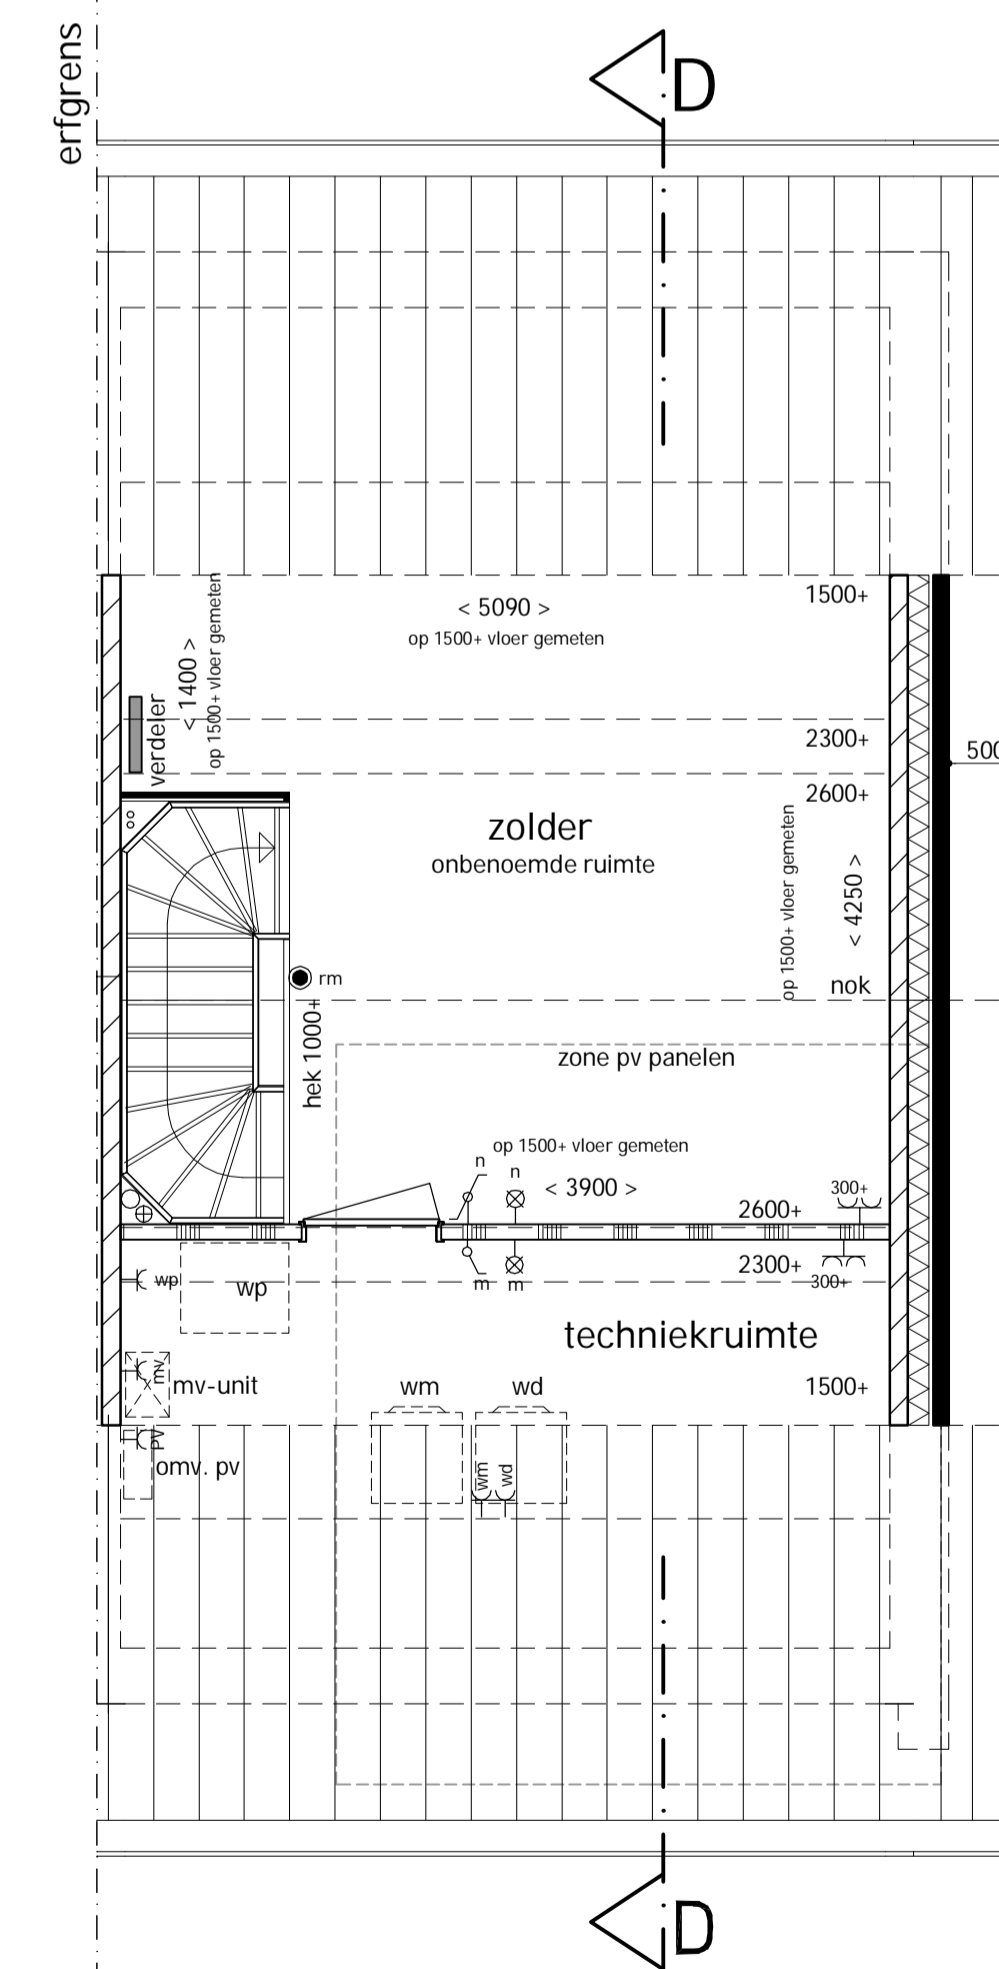 erfgrens
D
< 5090 >
op 1500+ vloer gemeten
1500+
< 1400 >
op 1500+ vloer gemeten
verdeler
2300+
500
2600+
zolder
onbenoemde ruimte
op 1500+ vloer gemeten
< 4250 >
rm
nok
hek 1000+
zone pv panelen
op 1500+ vloer gemeten
n
n
< 3900 >
300+
2600+
2300+
300+
m
m
wp
wp
techniekruimte
mv
mv-unit
wm
wd
1500+
pv
omv. pv
wm
wd
D